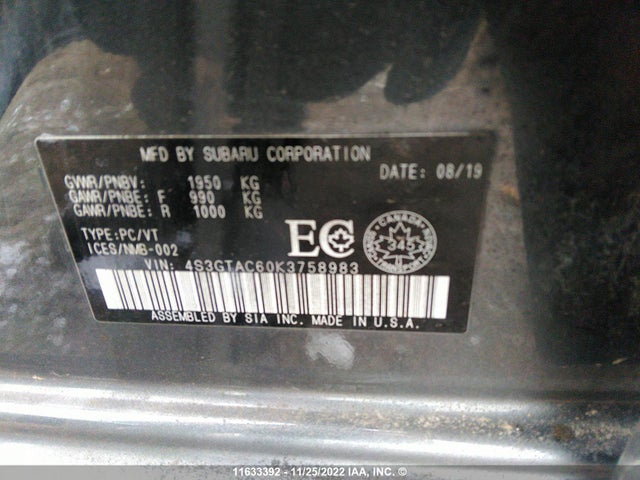 MFD BY SUBARU CORPORATION
DATE: 08/19
GVWR/PNBV: 1950 KG
GAWR/PNBE: F 990 KG
GAWR/PNBE: R 1000 KG
TYPE:PC/VT
ICES/NMB-002
EC
CANADA
345
VIN: 4S3GTAC60K3758983
ASSEMBLED BY SIA INC. MADE IN U.S.A.
11633392 - 11/25/2022 IAA, INC. ©